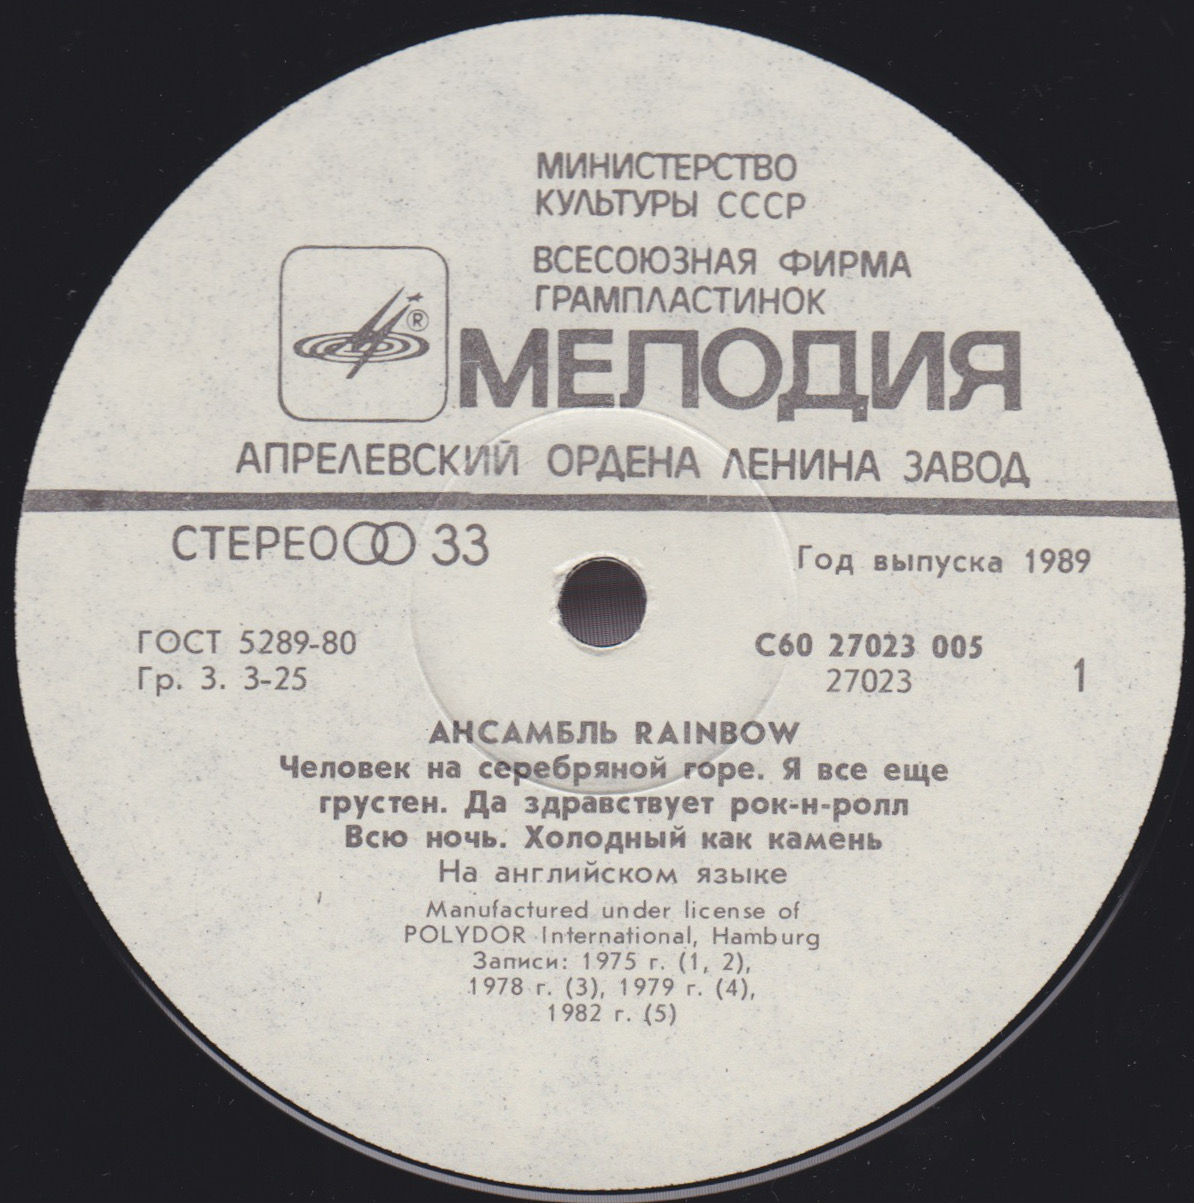 МИНИСТЕРСТВО
КУЛЬТУРЫ СССР
ВСЕСОЮЗНАЯ ФИРМА
ГРАМПЛАСТИНОК
®
МЕЛОДИЯ
АПРЕЛЕВСКИЙ ОРДЕНА ЛЕНИНА ЗАВОД
СТЕРЕО 33
Год выпуска 1989
ГОСТ 5289-80
Гр. 3. 3-25
С60 27023 005
27023
1
АНСАМБЛЬ RAINBOW
Человек на серебряной горе. Я все еще
грустен. Да здравствует рок-н-ролл
Всю ночь. Холодный как камень
На английском языке
Manufactured under license of
POLYDOR International, Hamburg
Записи: 1975 г. (1, 2),
1978 г. (3), 1979 г. (4),
1982 г. (5)